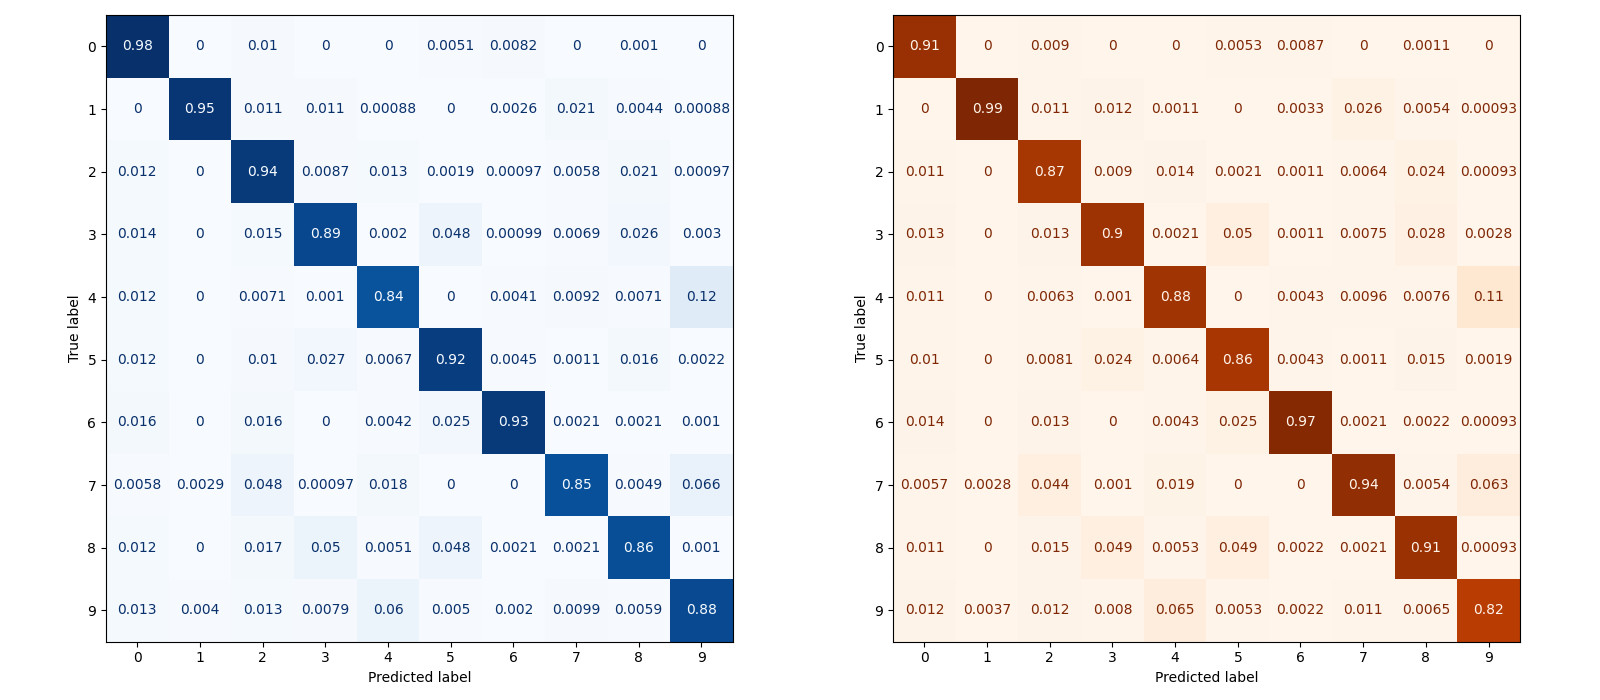 0 0.98 0 0.01 0 0 0.0051 0.0082 0 0.001 0
1 0 0.95 0.011 0.011 0.00088 0 0.0026 0.021 0.0044 0.00088
2 0.012 0 0.94 0.0087 0.013 0.0019 0.00097 0.0058 0.021 0.00097
3 0.014 0 0.015 0.89 0.002 0.048 0.00099 0.0069 0.026 0.003
4 0.012 0 0.0071 0.001 0.84 0 0.0041 0.0092 0.0071 0.12
5 0.012 0 0.01 0.027 0.0067 0.92 0.0045 0.0011 0.016 0.0022
6 0.016 0 0.016 0 0.0042 0.025 0.93 0.0021 0.0021 0.001
7 0.0058 0.0029 0.048 0.00097 0.018 0 0 0.85 0.0049 0.066
8 0.012 0 0.017 0.05 0.0051 0.048 0.0021 0.0021 0.86 0.001
9 0.013 0.004 0.013 0.0079 0.06 0.005 0.002 0.0099 0.0059 0.88
0 1 2 3 4 5 6 7 8 9
Predicted label
True label
0 0.91 0 0.009 0 0 0.0053 0.0087 0 0.0011 0
1 0 0.99 0.011 0.012 0.0011 0 0.0033 0.026 0.0054 0.00093
2 0.011 0 0.87 0.009 0.014 0.0021 0.0011 0.0064 0.024 0.00093
3 0.013 0 0.013 0.9 0.0021 0.05 0.0011 0.0075 0.028 0.0028
4 0.011 0 0.0063 0.001 0.88 0 0.0043 0.0096 0.0076 0.11
5 0.01 0 0.0081 0.024 0.0064 0.86 0.0043 0.0011 0.015 0.0019
6 0.014 0 0.013 0 0.0043 0.025 0.97 0.0021 0.0022 0.00093
7 0.0057 0.0028 0.044 0.001 0.019 0 0 0.94 0.0054 0.063
8 0.011 0 0.015 0.049 0.0053 0.049 0.0022 0.0021 0.91 0.00093
9 0.012 0.0037 0.012 0.008 0.065 0.0053 0.0022 0.011 0.0065 0.82
0 1 2 3 4 5 6 7 8 9
Predicted label
True label